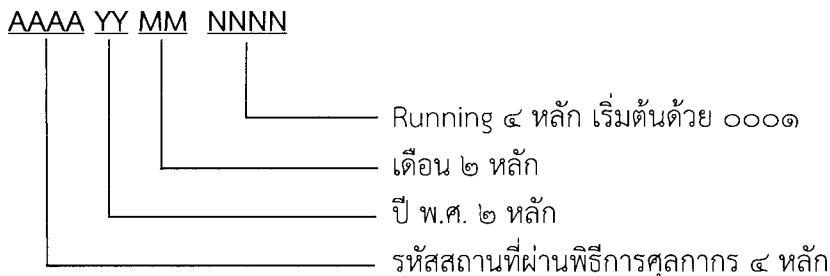 AAAA YY MM NNNN
Running ๔ หลัก เริ่มต้นด้วย ๐๐๐๑
เดือน ๒ หลัก
ปี พ.ศ. ๒ หลัก
รหัสสถานที่ผ่านพิธีการศุลกากร ๔ หลัก